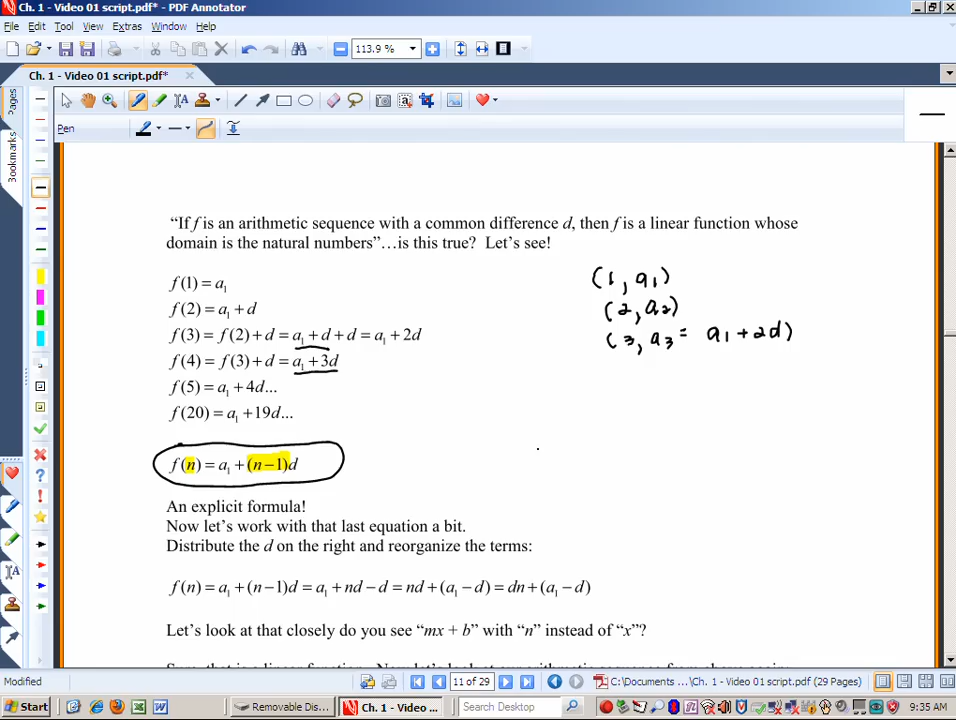 Ch. 1 - Video 01 script.pdf* - PDF Annotator
File Edit Tool View Extras Window Help
113.9 %
Ch. 1 - Video 01 script.pdf*
Pages
Bookmarks
Pen
“If f is an arithmetic sequence with a common difference d, then f is a linear function whose
domain is the natural numbers”…is this true? Let’s see!
f(1) = a₁
(1, a₁)
f(2) = a₁ + d
(2, a₂)
f(3) = f(2) + d = a₁ + d + d = a₁ + 2d
(3, a₃ = a₁ + 2d)
f(4) = f(3) + d = a₁ + 3d
f(5) = a₁ + 4d...
f(20) = a₁ + 19d...
f(n) = a₁ + (n−1)d
An explicit formula!
Now let’s work with that last equation a bit.
Distribute the d on the right and reorganize the terms:
f(n) = a₁ + (n−1)d = a₁ + nd − d = nd + (a₁ − d) = dn + (a₁ − d)
Let’s look at that closely do you see “mx + b” with “n” instead of “x”?
Modified
11 of 29
C:\Documents ...\Ch. 1 - Video 01 script.pdf (29 Pages)
Start
Removable Dis...
Ch. 1 - Video ...
Search Desktop
9:35 AM